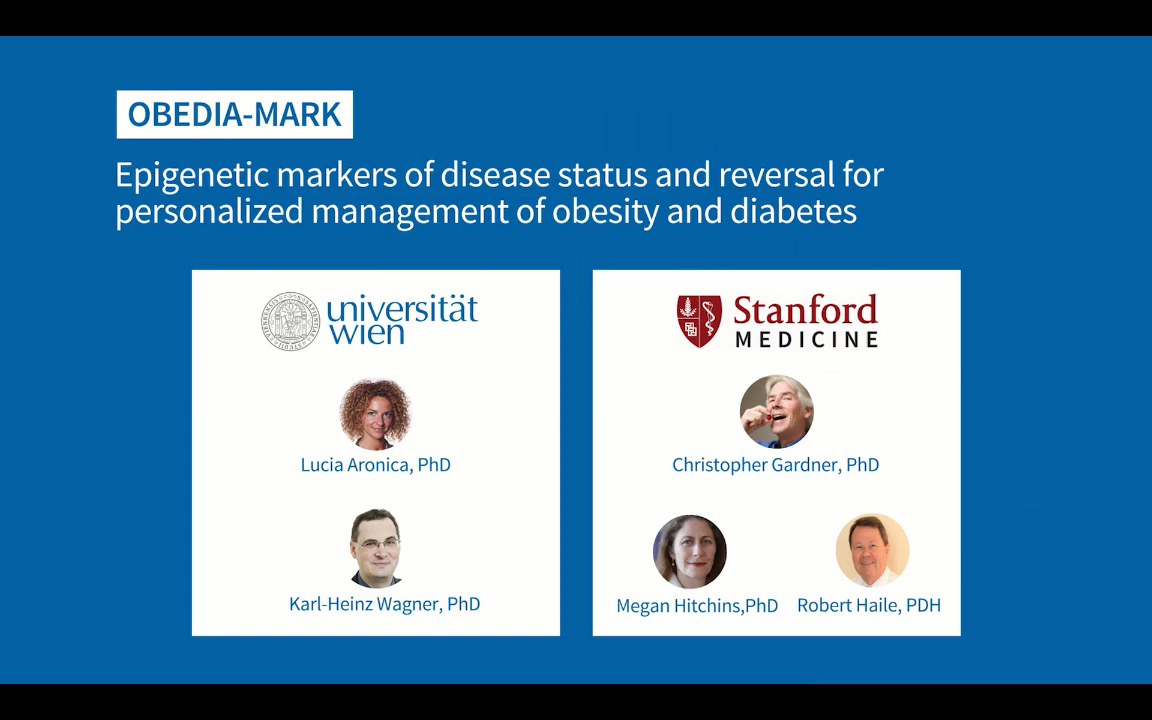 OBEDIA-MARK
Epigenetic markers of disease status and reversal for
personalized management of obesity and diabetes
universität
wien
Stanford
MEDICINE
Lucia Aronica, PhD
Christopher Gardner, PhD
Karl-Heinz Wagner, PhD
Megan Hitchins,PhD
Robert Haile, PDH